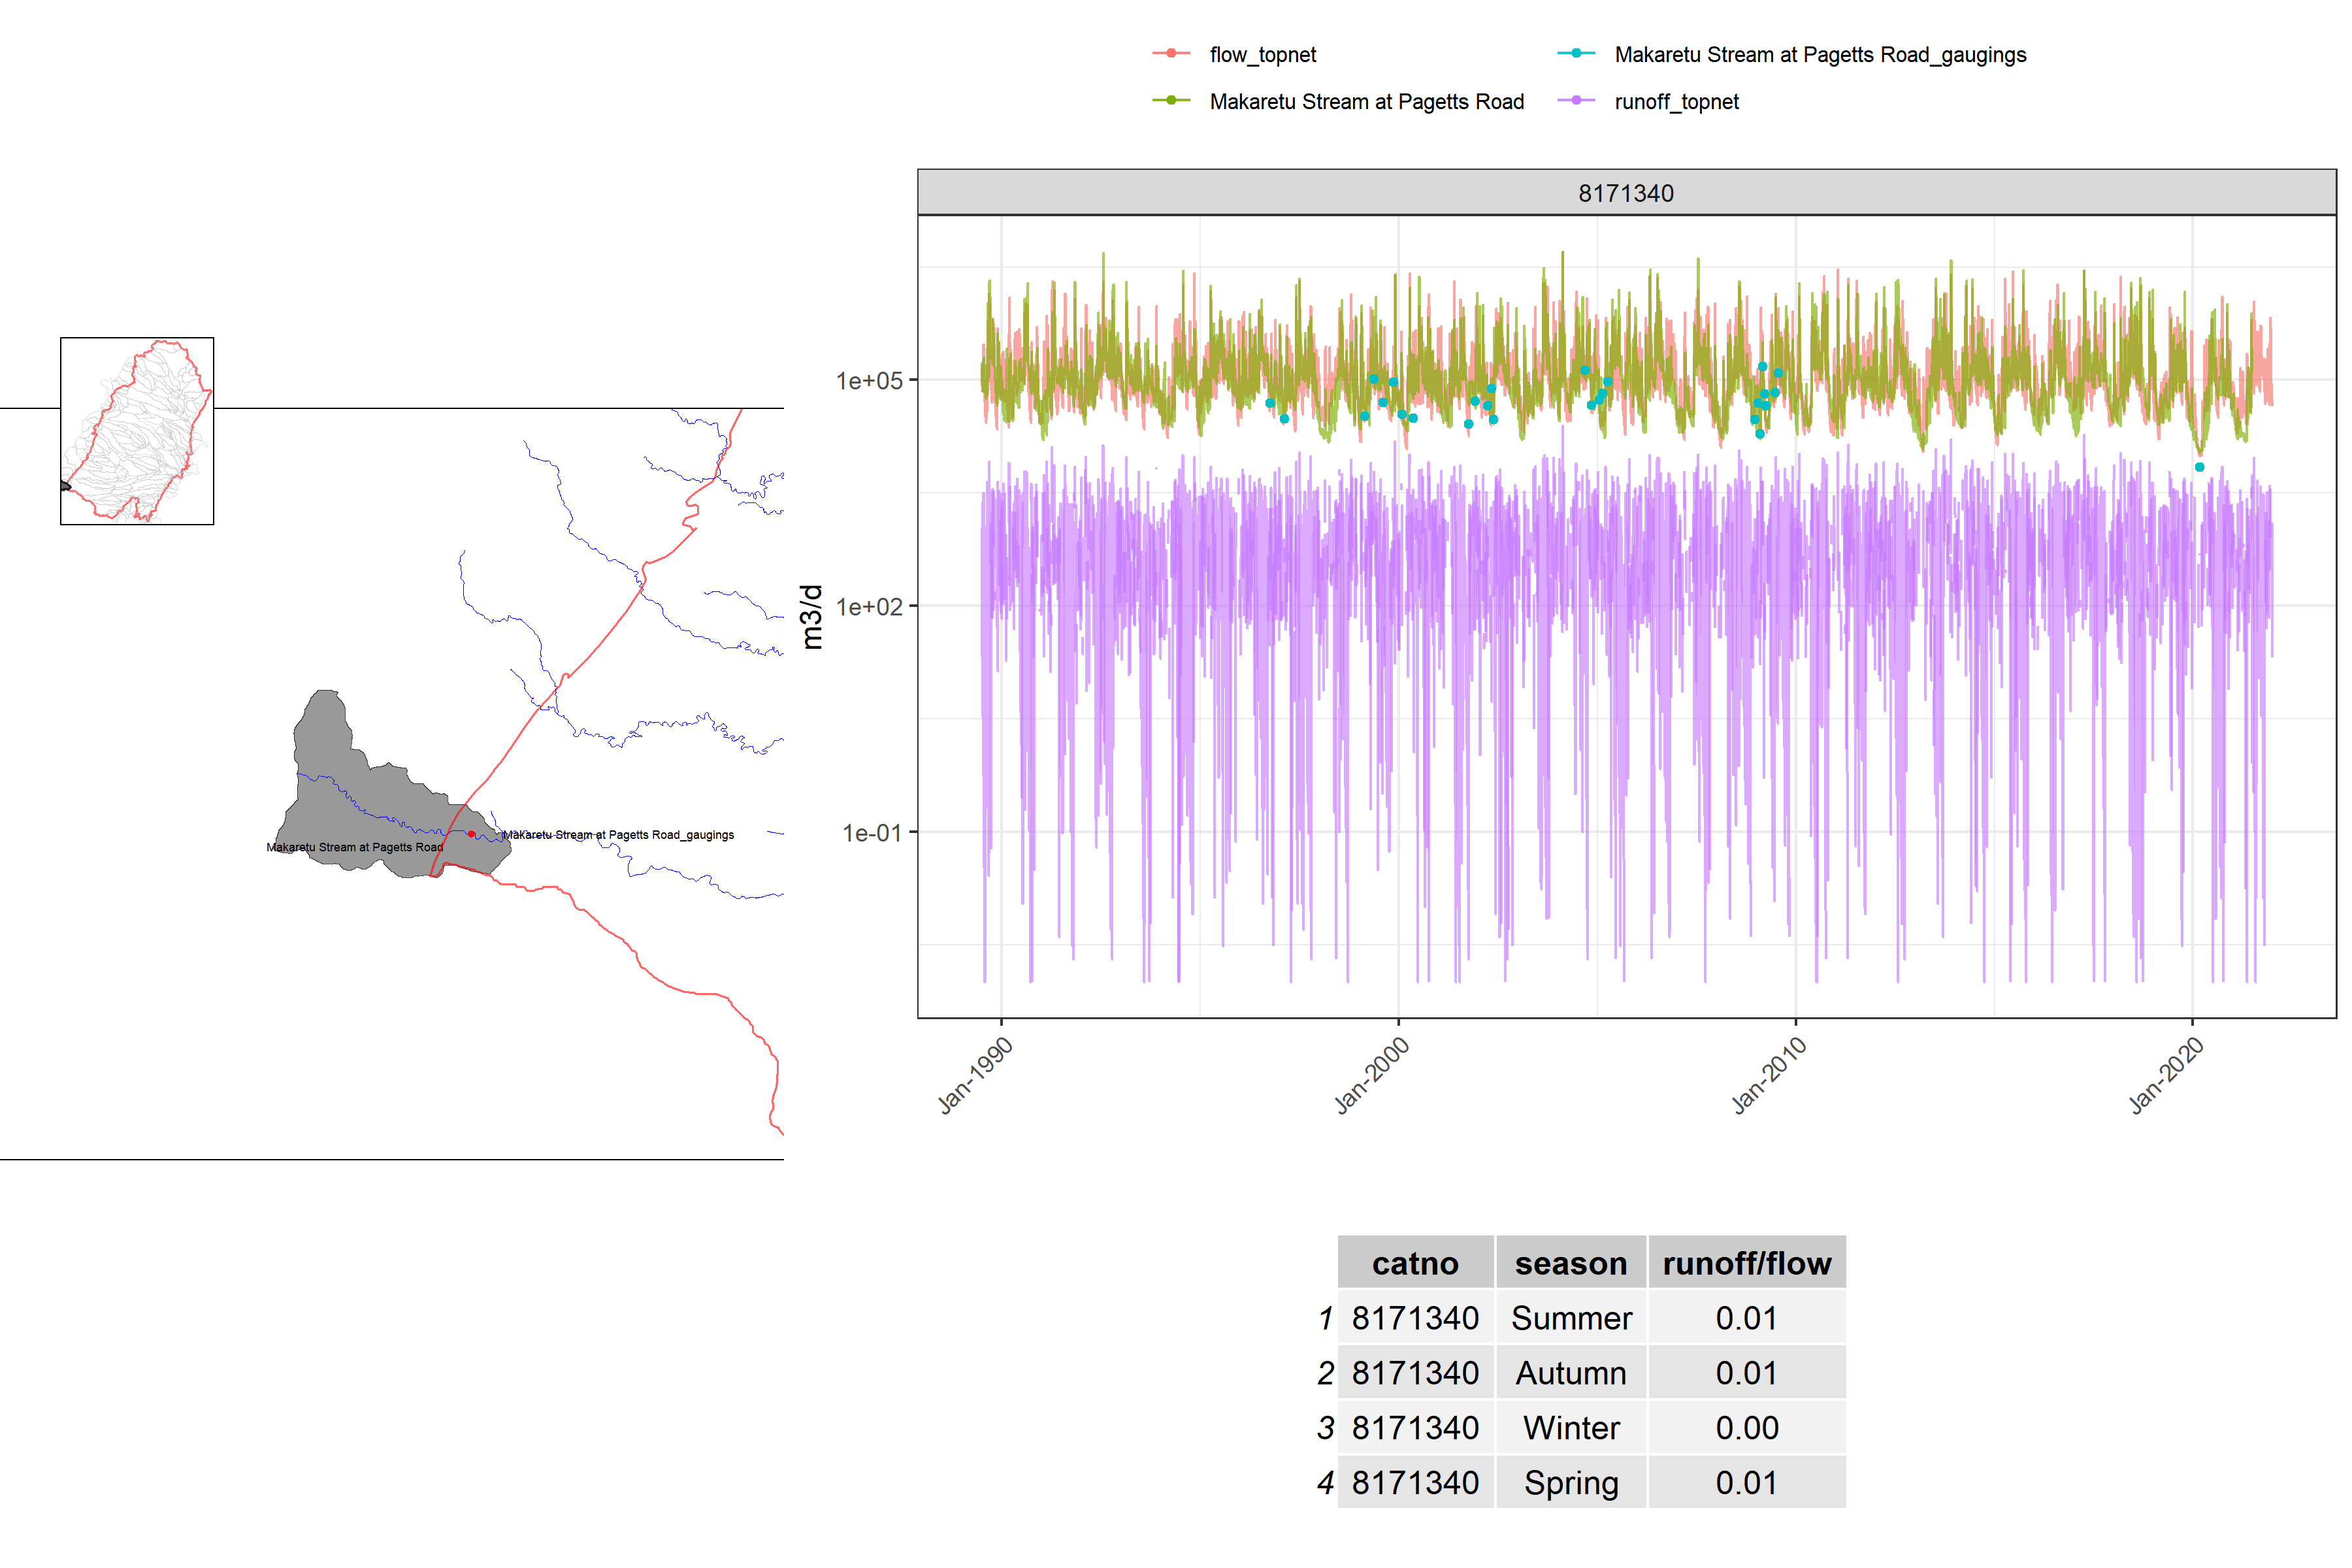 flow_topnet
Makaretu Stream at Pagetts Road_gaugings
Makaretu Stream at Pagetts Road
runoff_topnet
8171340
m3/d
1e+05
1e+02
1e-01
Jan-1990
Jan-2000
Jan-2010
Jan-2020
Makaretu Stream at Pagetts Road_gaugings
Makaretu Stream at Pagetts Road
catno season runoff/flow
1 8171340 Summer 0.01
2 8171340 Autumn 0.01
3 8171340 Winter 0.00
4 8171340 Spring 0.01